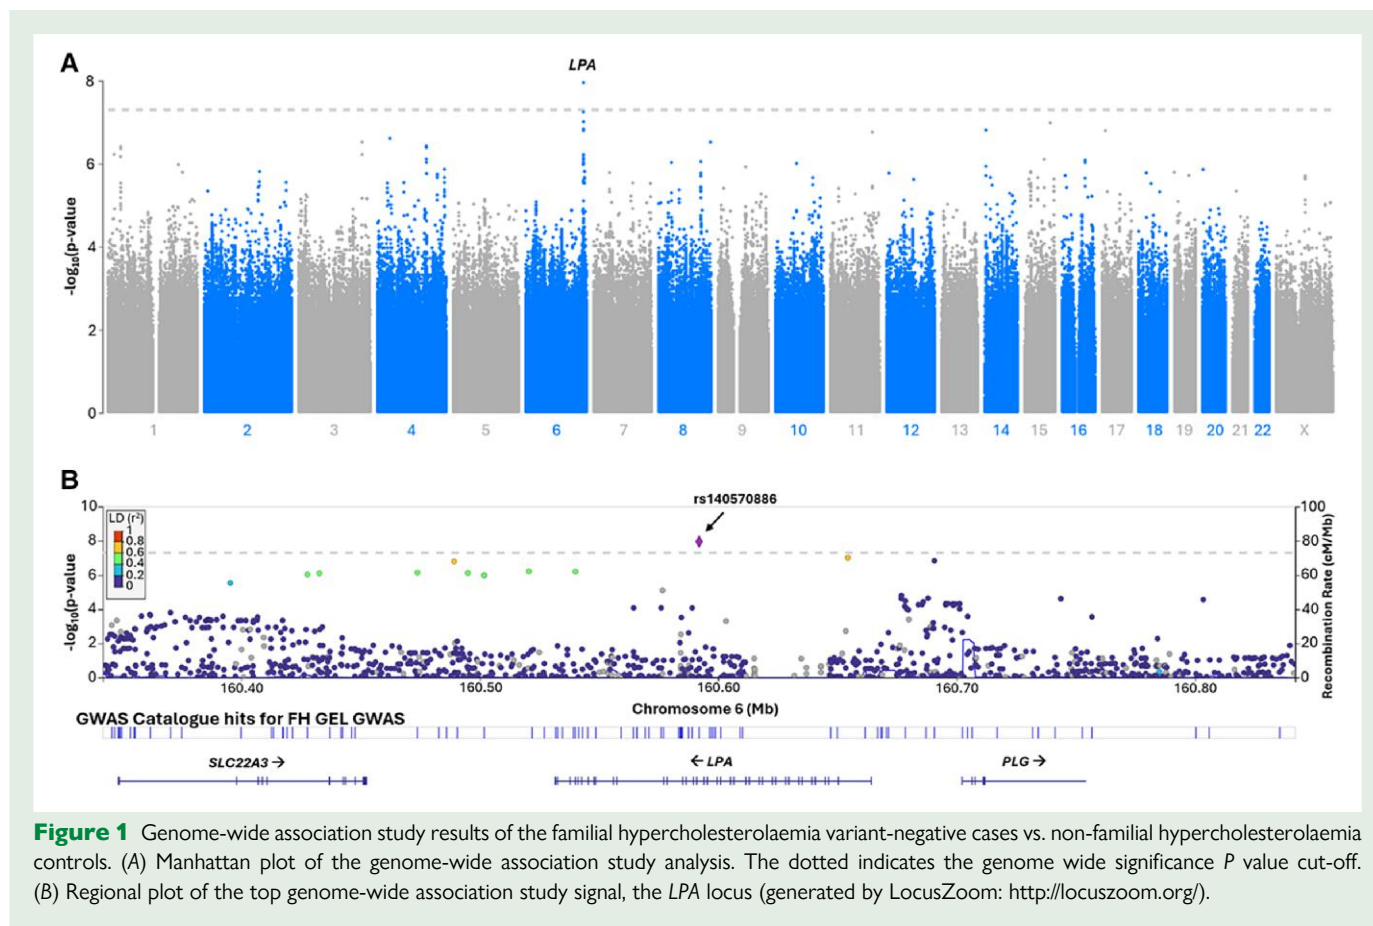 A
LPA
8
6
4
2
0
-log10(p-value)
1 2 3 4 5 6 7 8 9 10 11 12 13 14 15 16 17 18 19 20 21 22 X
B
rs140570886
10
8
6
4
2
0
-log10(p-value)
LD (r²)
1
0.8
0.6
0.4
0.2
0
100
80
60
40
20
0
Recombination Rate (cM/Mb)
160.40 160.50 160.60 160.70 160.80
Chromosome 6 (Mb)
GWAS Catalogue hits for FH GEL GWAS
SLC22A3 → ← LPA PLG →
Figure 1 Genome-wide association study results of the familial hypercholesterolaemia variant-negative cases vs. non-familial hypercholesterolaemia
controls. (A) Manhattan plot of the genome-wide association study analysis. The dotted indicates the genome wide significance P value cut-off.
(B) Regional plot of the top genome-wide association study signal, the LPA locus (generated by LocusZoom: http://locuszoom.org/).